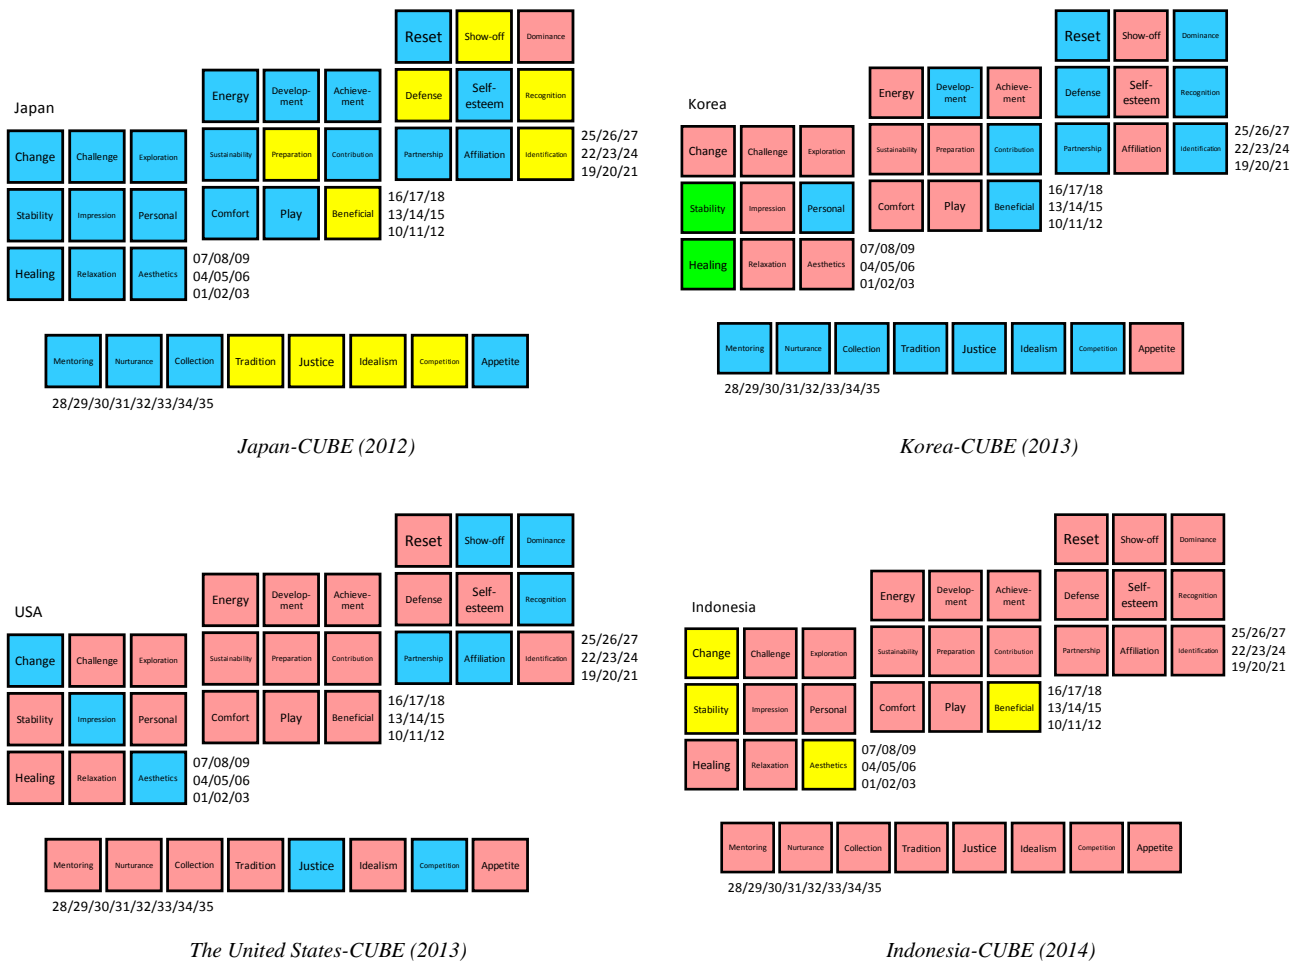 Japan
Reset Show-off Dominance
Defense Self-esteem Recognition
Partnership Affiliation Identification
25/26/27
22/23/24
19/20/21
Energy Develop-ment Achieve-ment
Sustainability Preparation Contribution
Comfort Play Beneficial
16/17/18
13/14/15
10/11/12
Change Challenge Exploration
Stability Impression Personal
Healing Relaxation Aesthetics
07/08/09
04/05/06
01/02/03
Mentoring Nurturance Collection Tradition Justice Idealism Competition Appetite
28/29/30/31/32/33/34/35
Japan-CUBE (2012)
Korea
Reset Show-off Dominance
Defense Self-esteem Recognition
Partnership Affiliation Identification
25/26/27
22/23/24
19/20/21
Energy Develop-ment Achieve-ment
Sustainability Preparation Contribution
Comfort Play Beneficial
16/17/18
13/14/15
10/11/12
Change Challenge Exploration
Stability Impression Personal
Healing Relaxation Aesthetics
07/08/09
04/05/06
01/02/03
Mentoring Nurturance Collection Tradition Justice Idealism Competition Appetite
28/29/30/31/32/33/34/35
Korea-CUBE (2013)
USA
Reset Show-off Dominance
Defense Self-esteem Recognition
Partnership Affiliation Identification
25/26/27
22/23/24
19/20/21
Energy Develop-ment Achieve-ment
Sustainability Preparation Contribution
Comfort Play Beneficial
16/17/18
13/14/15
10/11/12
Change Challenge Exploration
Stability Impression Personal
Healing Relaxation Aesthetics
07/08/09
04/05/06
01/02/03
Mentoring Nurturance Collection Tradition Justice Idealism Competition Appetite
28/29/30/31/32/33/34/35
The United States-CUBE (2013)
Indonesia
Reset Show-off Dominance
Defense Self-esteem Recognition
Partnership Affiliation Identification
25/26/27
22/23/24
19/20/21
Energy Develop-ment Achieve-ment
Sustainability Preparation Contribution
Comfort Play Beneficial
16/17/18
13/14/15
10/11/12
Change Challenge Exploration
Stability Impression Personal
Healing Relaxation Aesthetics
07/08/09
04/05/06
01/02/03
Mentoring Nurturance Collection Tradition Justice Idealism Competition Appetite
28/29/30/31/32/33/34/35
Indonesia-CUBE (2014)